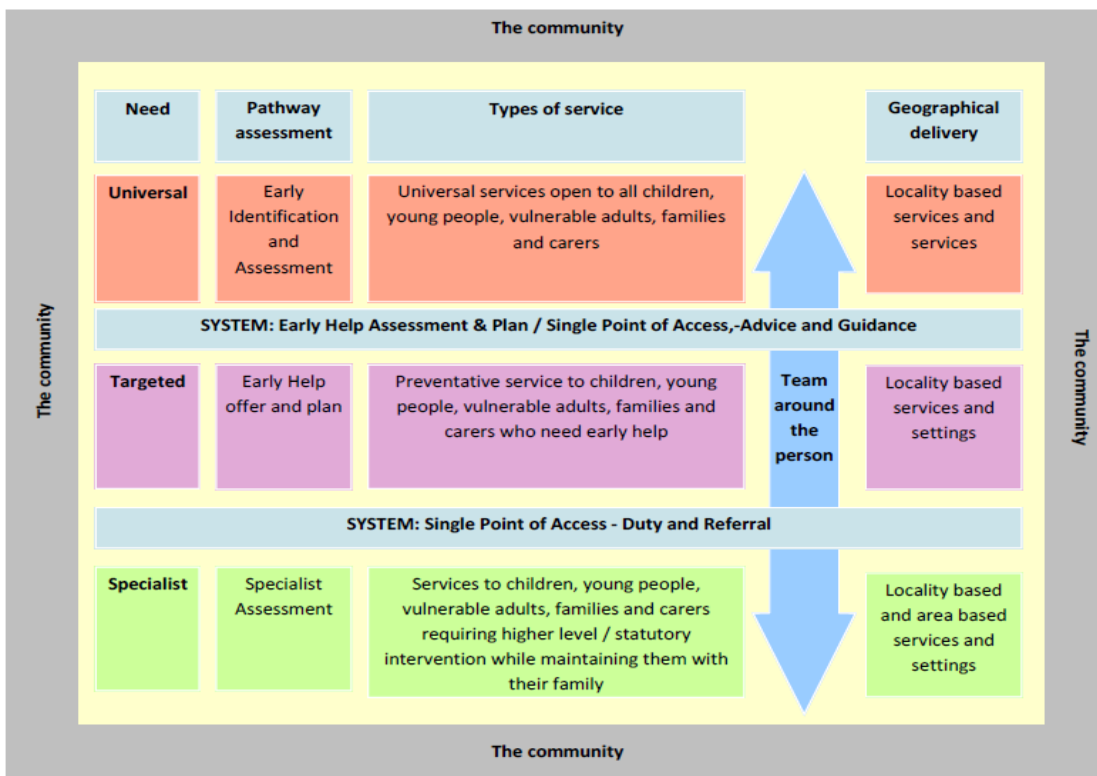 The community
The community
Need
Pathway
assessment
Types of service
Geographical
delivery
Universal
Early
Identification
and
Assessment
Universal services open to all children,
young people, vulnerable adults, families
and carers
Locality based
services and
services
SYSTEM: Early Help Assessment & Plan / Single Point of Access,-Advice and Guidance
Targeted
Early Help
offer and plan
Preventative service to children, young
people, vulnerable adults, families and
carers who need early help
Team
around
the
person
Locality based
services and
settings
SYSTEM: Single Point of Access - Duty and Referral
Specialist
Specialist
Assessment
Services to children, young people,
vulnerable adults, families and carers
requiring higher level / statutory
intervention while maintaining them with
their family
Locality based
and area based
services and
settings
The community
The community